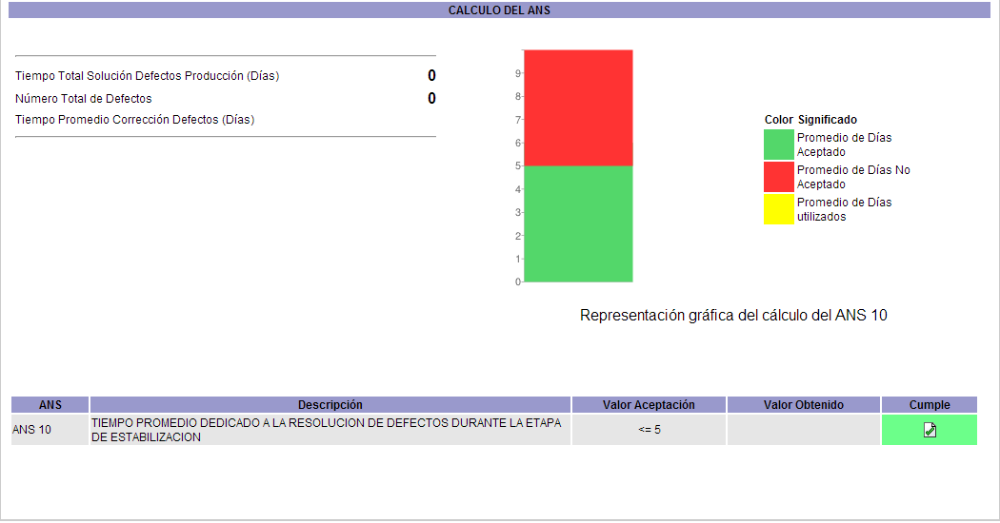 CALCULO DEL ANS
Tiempo Total Solución Defectos Producción (Días) 0
Número Total de Defectos 0
Tiempo Promedio Corrección Defectos (Días)
9
8
7
6
5
4
3
2
1
0
Color Significado
Promedio de Días
Aceptado
Promedio de Días No
Aceptado
Promedio de Días
utilizados
Representación gráfica del cálculo del ANS 10
ANS Descripción Valor Aceptación Valor Obtenido Cumple
ANS 10 TIEMPO PROMEDIO DEDICADO A LA RESOLUCION DE DEFECTOS DURANTE LA ETAPA
DE ESTABILIZACION <= 5